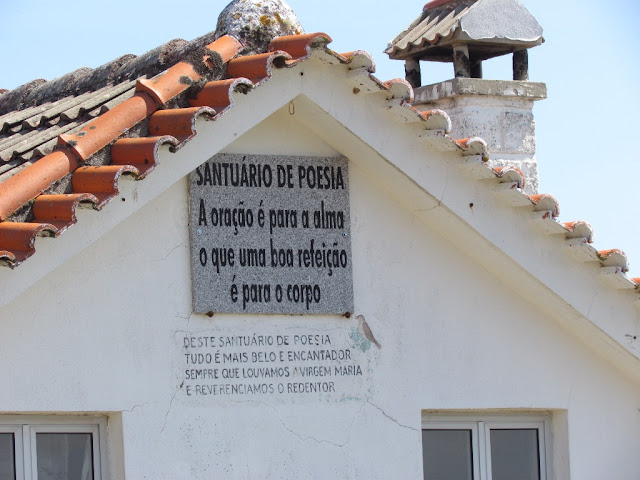 SANTUÁRIO DE POESIA
A oração é para a alma
o que uma boa refeição
é para o corpo
DESTE SANTUÁRIO DE POESIA
TUDO É MAIS BELO E ENCANTADOR
SEMPRE QUE LOUVAMOS A VIRGEM MARIA
E REVERENCIAMOS O REDENTOR